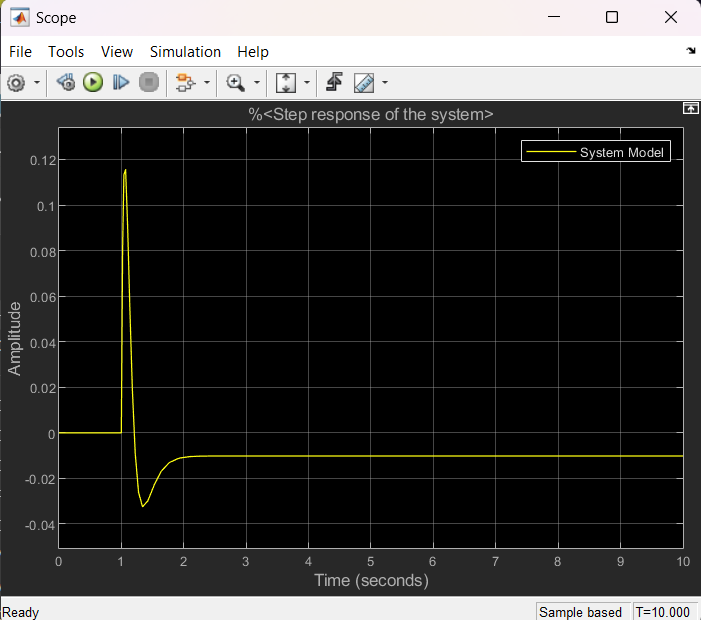 Scope
File Tools View Simulation Help
%<Step response of the system>
System Model
0.12
0.1
0.08
0.06
0.04
0.02
0
-0.02
-0.04
Amplitude
0 1 2 3 4 5 6 7 8 9 10
Time (seconds)
Ready Sample based T=10.000